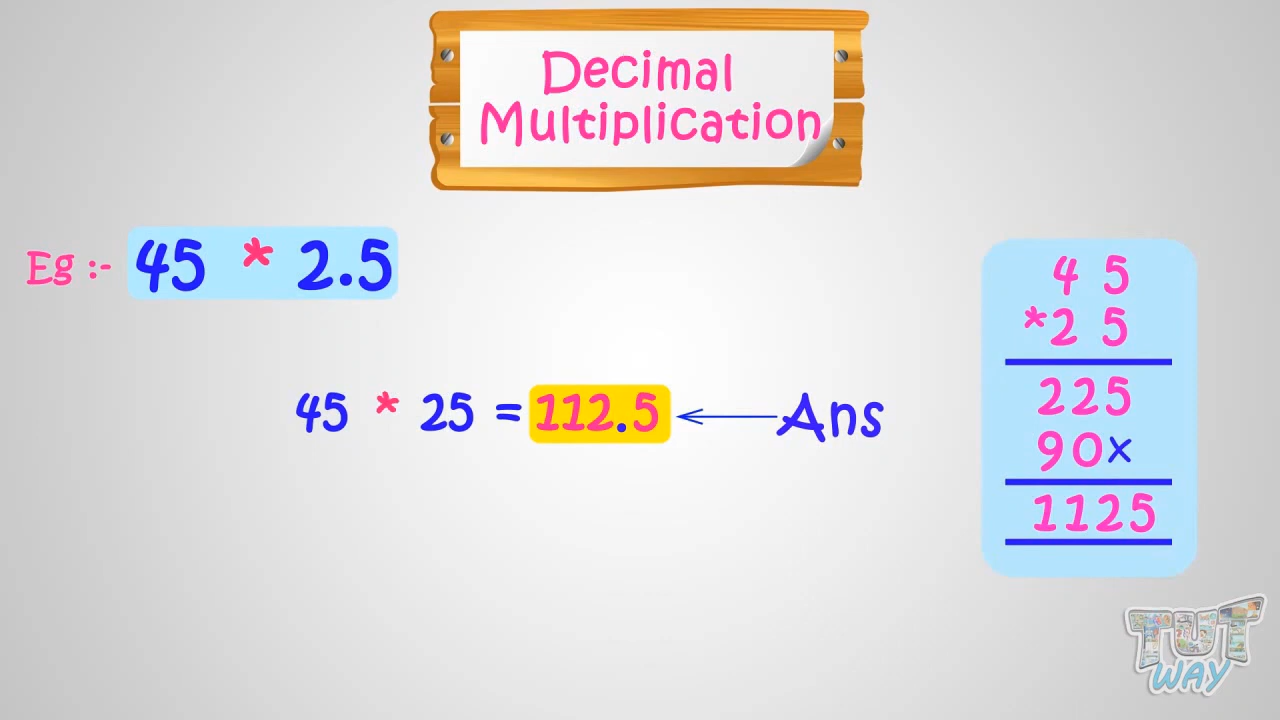 Decimal
Multiplication
Eg :- 45 * 2.5
45 * 25 = 112.5 ← Ans
4 5
*2 5
225
90×
1125
TUT
WAY